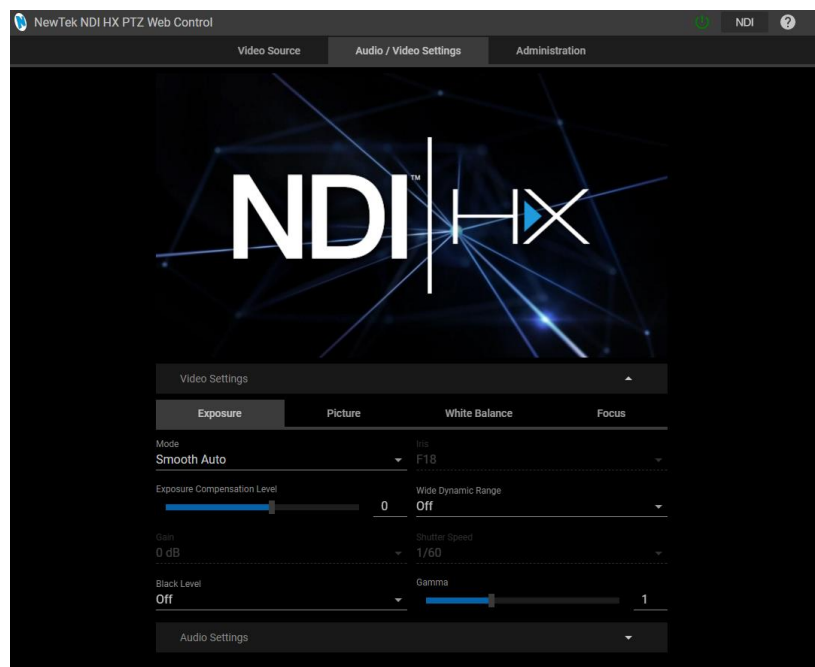 NewTek NDI HX PTZ Web Control
NDI
?
Video Source
Audio / Video Settings
Administration
NDI™ HX
Video Settings
Exposure
Picture
White Balance
Focus
Mode
Iris
Smooth Auto
F18
Exposure Compensation Level
Wide Dynamic Range
0
Off
Gain
Shutter Speed
0 dB
1/60
Black Level
Gamma
Off
1
Audio Settings